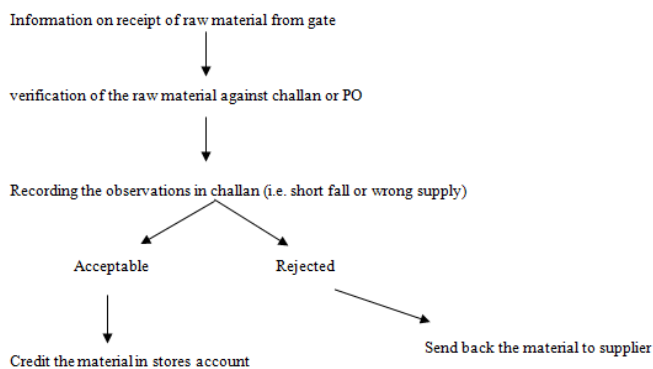 Information on receipt of raw material from gate
verification of the raw material against challan or PO
Recording the observations in challan (i.e. short fall or wrong supply)
Acceptable
Rejected
Send back the material to supplier
Credit the material in stores account